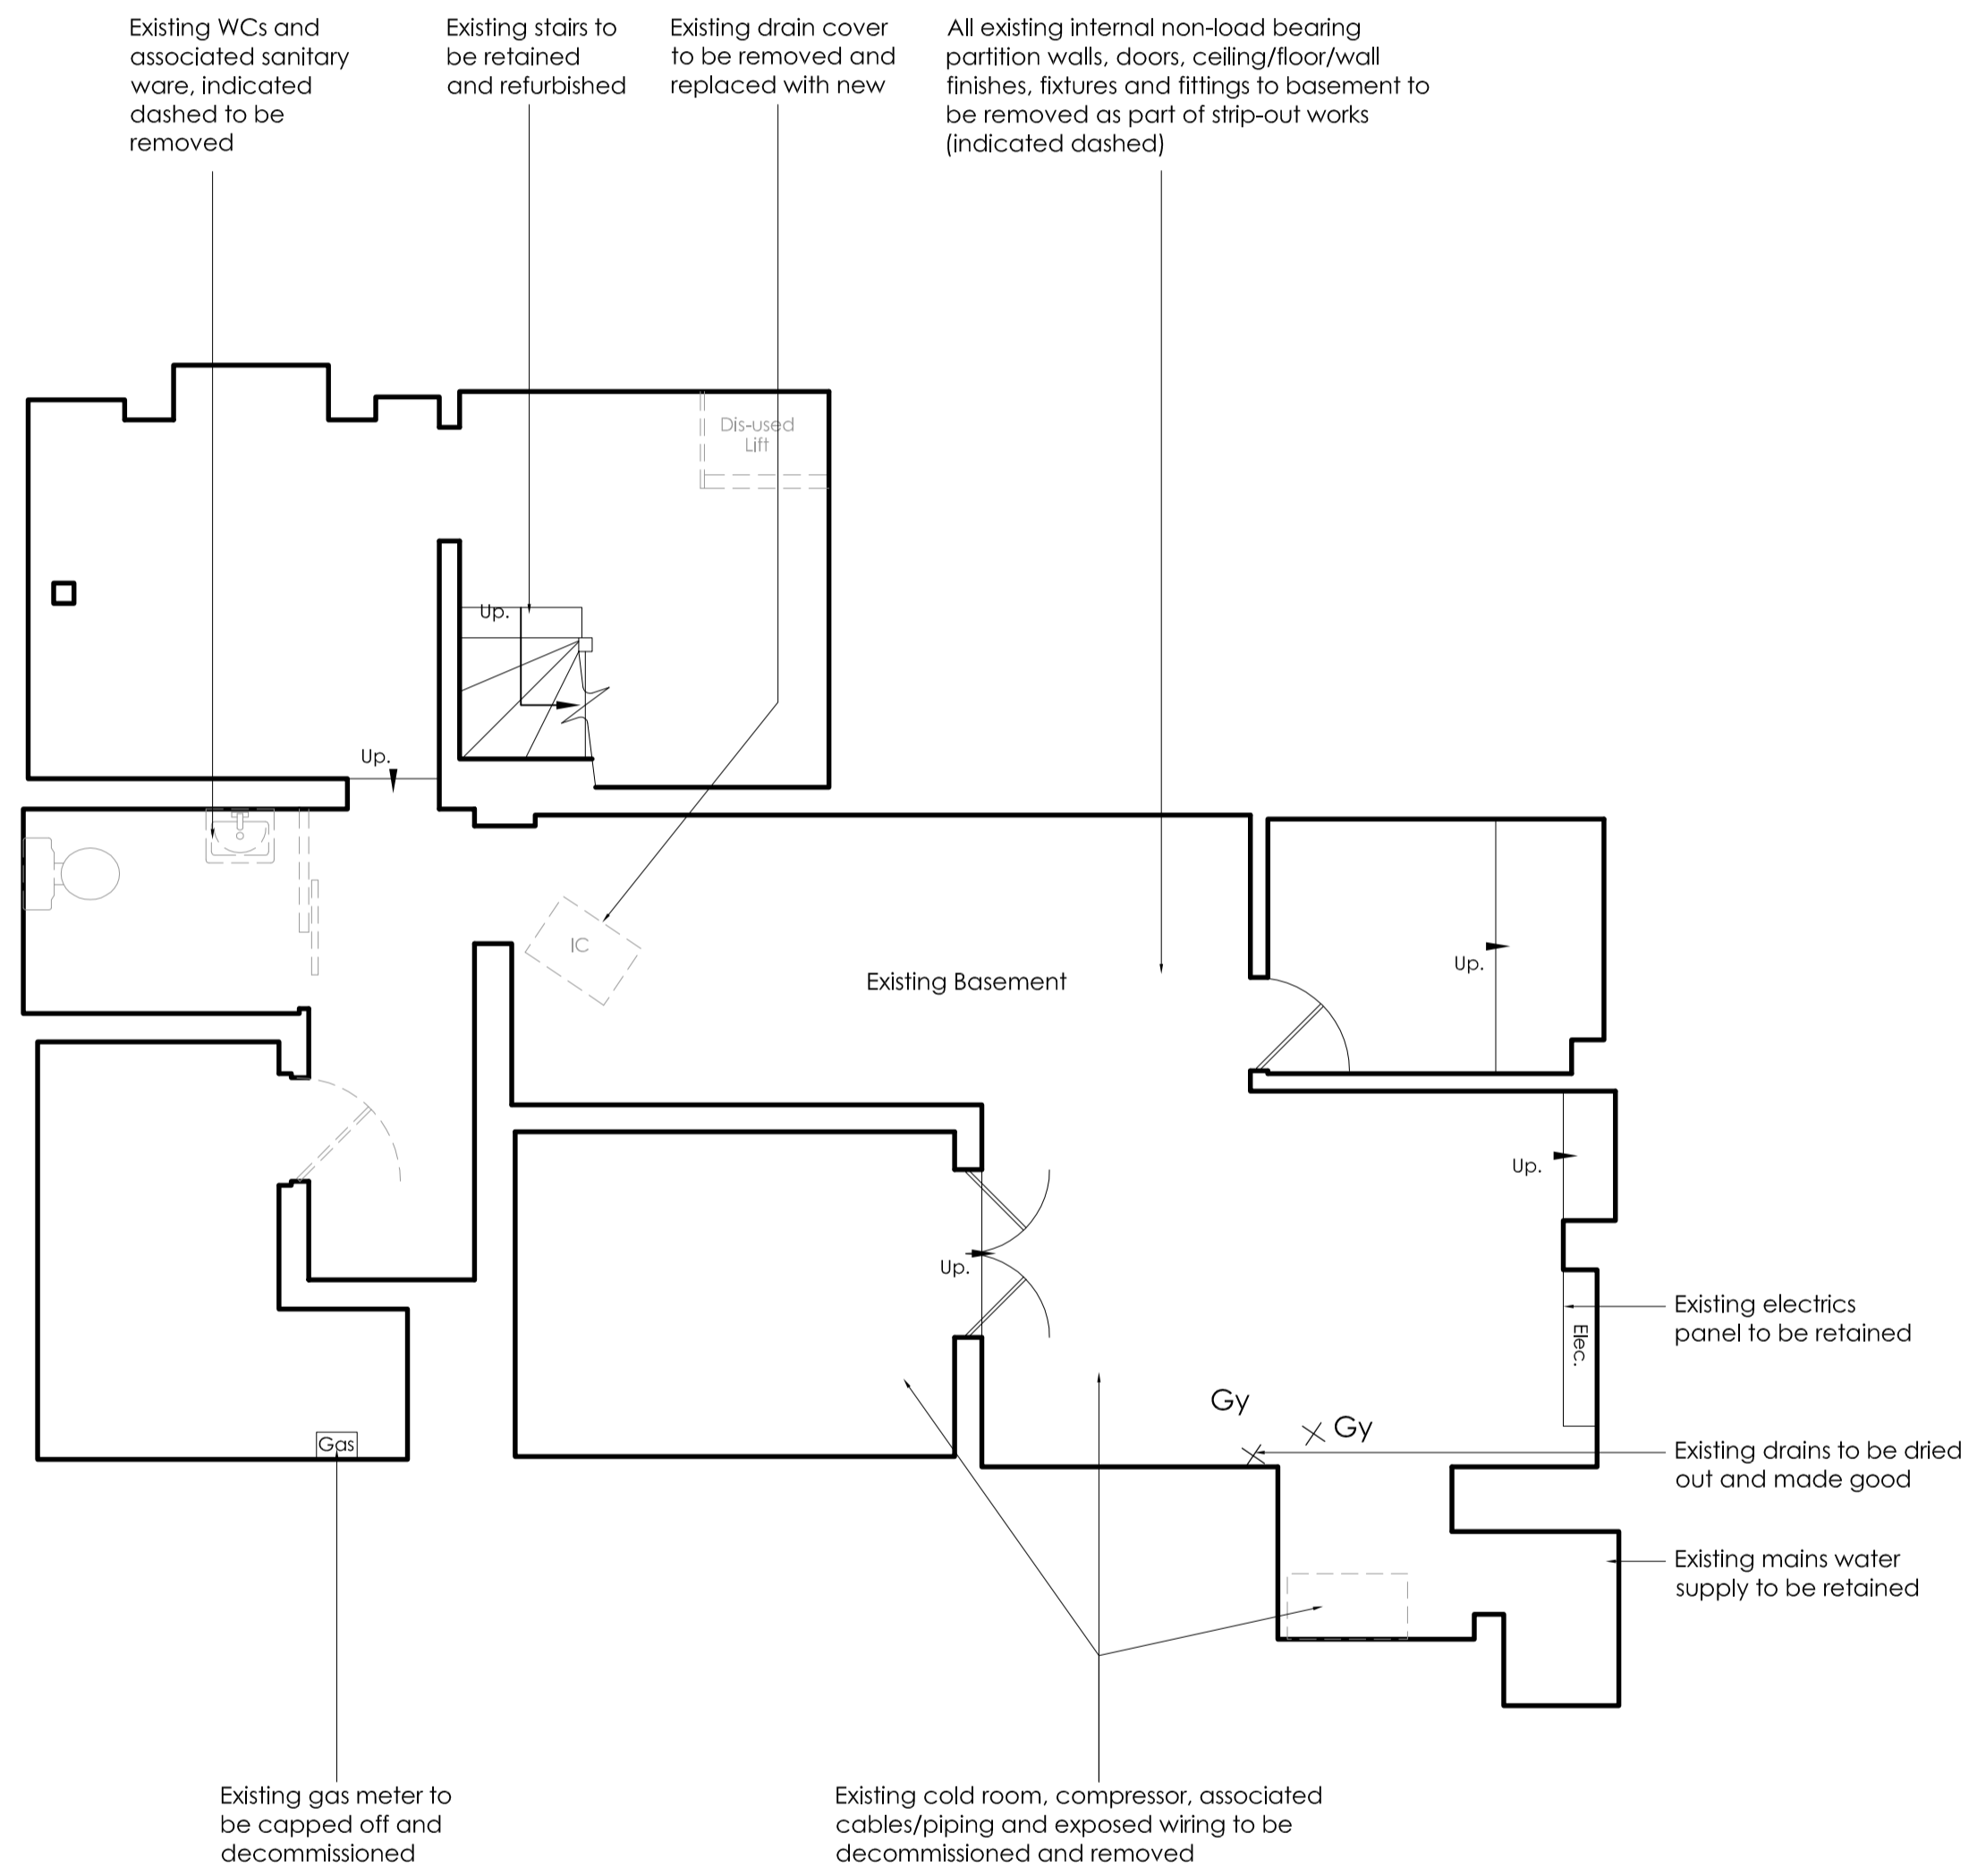 Existing WCs and
associated sanitary
ware, indicated
dashed to be
removed
Existing stairs to
be retained
and refurbished
Existing drain cover
to be removed and
replaced with new
All existing internal non-load bearing
partition walls, doors, ceiling/floor/wall
finishes, fixtures and fittings to basement to
be removed as part of strip-out works
(indicated dashed)
Dis-used
Lift
Up.
Up.
IC
Existing Basement
Up.
Up.
Up.
Existing electrics
panel to be retained
Elec.
Gy
Gy
Gas
Existing drains to be dried
out and made good
Existing mains water
supply to be retained
Existing gas meter to
be capped off and
decommissioned
Existing cold room, compressor, associated
cables/piping and exposed wiring to be
decommissioned and removed